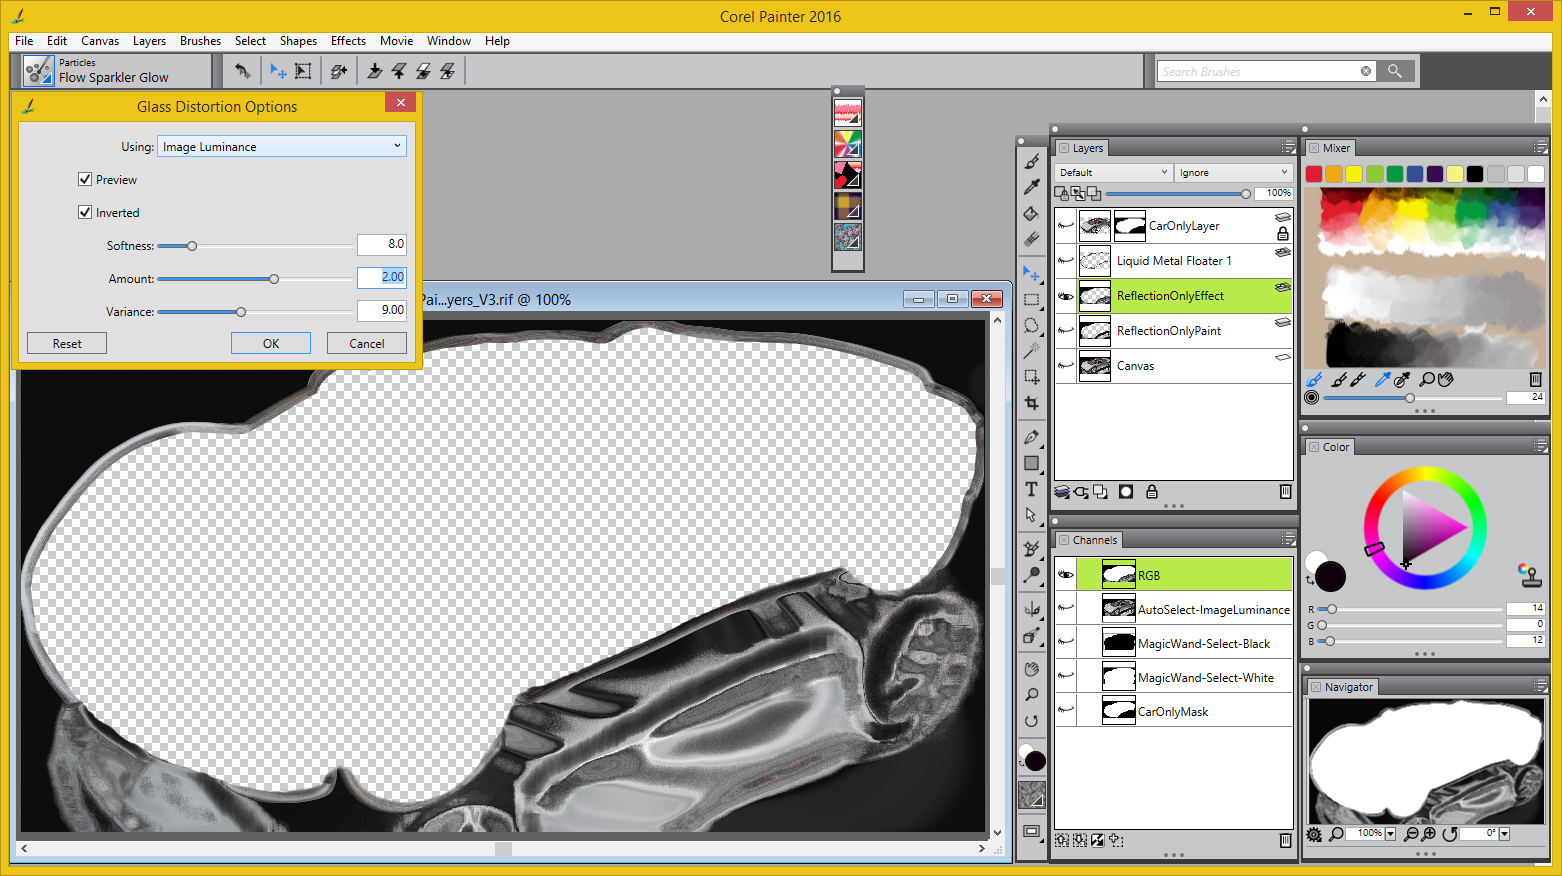 Corel Painter 2016
File Edit Canvas Layers Brushes Select Shapes Effects Movie Window Help
Particles
Flow Sparkler Glow
Search Brushes
Glass Distortion Options
Using: Image Luminance
Preview
Inverted
Softness: 8.0
Amount: 2.00
Variance: 9.00
Reset OK Cancel
Pai...yers_V3.rif @ 100%
Layers
Default Ignore
100%
CarOnlyLayer
Liquid Metal Floater 1
ReflectionOnlyEffect
ReflectionOnlyPaint
Canvas
Channels
RGB
AutoSelect-ImageLuminance
MagicWand-Select-Black
MagicWand-Select-White
CarOnlyMask
Mixer
24
Color
R 14
G 0
B 12
Navigator
100% 0°
T